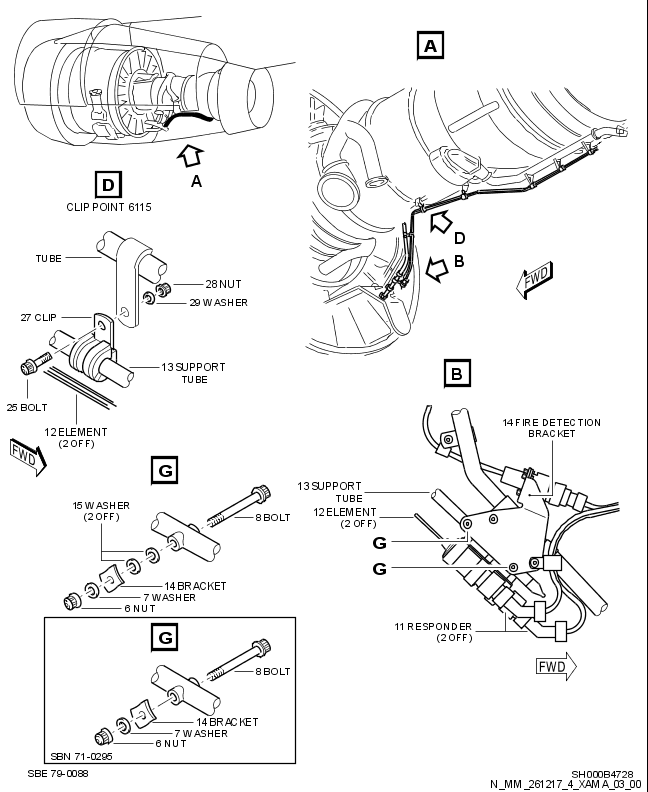 A
A
D
CLIP POINT 6115
TUBE
28 NUT
29 WASHER
27 CLIP
13 SUPPORT
TUBE
25 BOLT
12 ELEMENT
(2 OFF)
FWD
D
B
FWD
B
14 FIRE DETECTION
BRACKET
13 SUPPORT
TUBE
12 ELEMENT
(2 OFF)
G
G
11 RESPONDER
(2 OFF)
FWD
G
15 WASHER
(2 OFF)
8 BOLT
14 BRACKET
7 WASHER
6 NUT
G
8 BOLT
14 BRACKET
7 WASHER
6 NUT
SBN 71-0295
SBE 79-0088
SH000B4728
N_MM_261217_4_XAMA_03_00